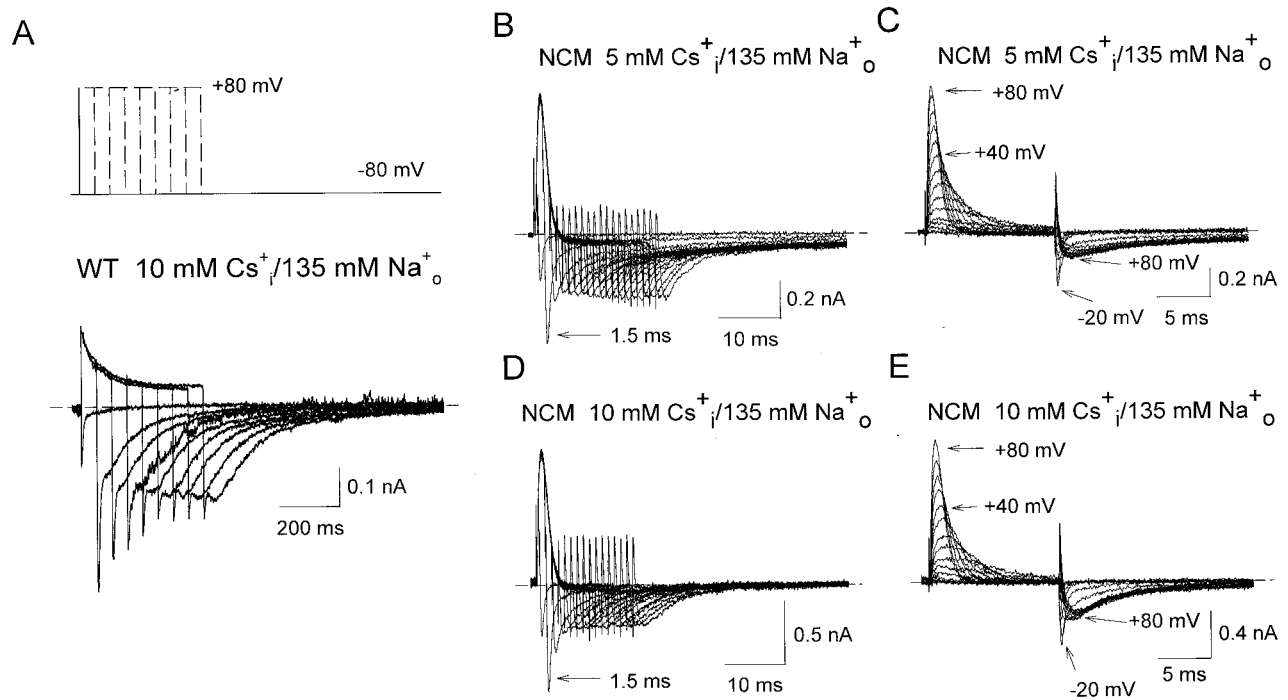 A
+80 mV
-80 mV
WT 10 mM Cs⁺i/135 mM Na⁺o
0.1 nA
200 ms
B
NCM 5 mM Cs⁺i/135 mM Na⁺o
1.5 ms
0.2 nA
10 ms
C
NCM 5 mM Cs⁺i/135 mM Na⁺o
+80 mV
+40 mV
+80 mV
-20 mV
0.2 nA
5 ms
D
NCM 10 mM Cs⁺i/135 mM Na⁺o
1.5 ms
0.5 nA
10 ms
E
NCM 10 mM Cs⁺i/135 mM Na⁺o
+80 mV
+40 mV
+80 mV
-20 mV
0.4 nA
5 ms